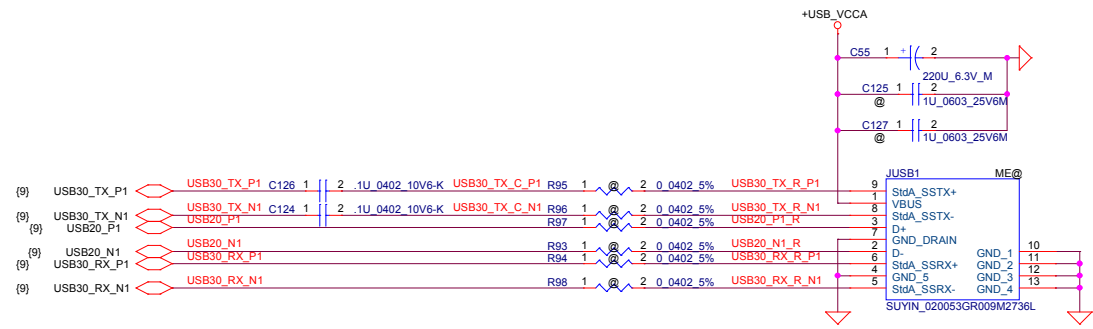 +USB_VCCA
C55 1 + 2
220U_6.3V_M
C125 1 2
@ 1U_0603_25V6M
C127 1 2
@ 1U_0603_25V6M
JUSB1 ME@
{9} USB30_TX_P1 USB30_TX_P1 C126 1 2 .1U_0402_10V6-K USB30_TX_C_P1 R95 1 @ 2 0_0402_5% USB30_TX_R_P1 9 StdA_SSTX+
1 VBUS
{9} USB30_TX_N1 USB30_TX_N1 C124 1 2 .1U_0402_10V6-K USB30_TX_C_N1 R96 1 2 0_0402_5% USB30_TX_R_N1 8 StdA_SSTX-
{9} USB20_P1 USB20_P1 R97 1 @ 2 0_0402_5% USB20_P1_R 3 D+
7 GND_DRAIN
{9} USB20_N1 USB20_N1 R93 1 2 0_0402_5% USB20_N1_R 2 D- GND_1 10
{9} USB30_RX_P1 USB30_RX_P1 R94 1 @ 2 0_0402_5% USB30_RX_R_P1 6 StdA_SSRX+ GND_2 11
4 GND_5 GND_3 12
{9} USB30_RX_N1 USB30_RX_N1 R98 1 @ 2 0_0402_5% USB30_RX_R_N1 5 StdA_SSRX- GND_4 13
SUYIN_020053GR009M2736L